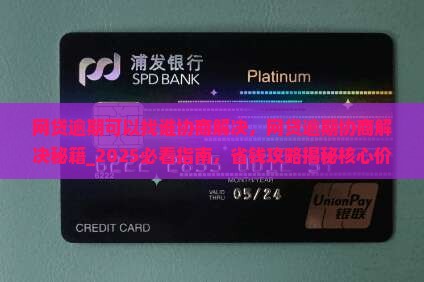 浦发银行
SPD BANK
Platinum
网贷逾期可以找谁协商解决，网贷逾期协商解
决秘籍_2025必看指南，省钱攻略揭秘核心价
MONTH/YEAR
VALID
THRU
05/24
CREDIT CARD
UnionPay
银联